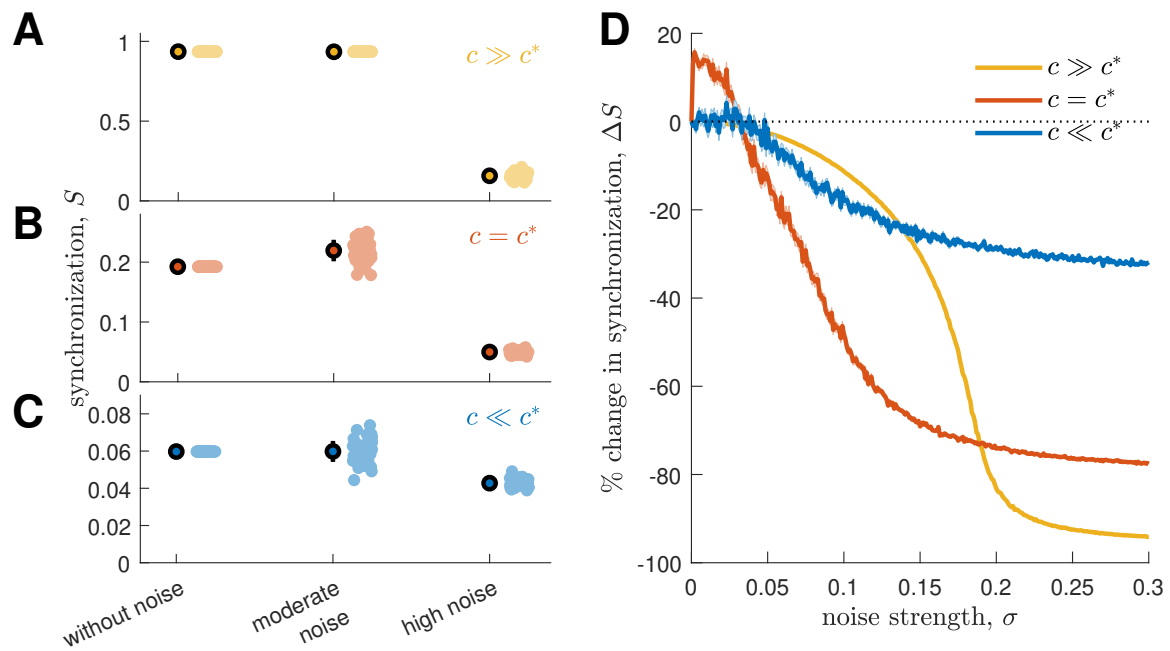 A
1
0.5
0
c ≫ c*
B
0.2
0.1
0
c = c*
synchronization, S
C
0.08
0.06
0.04
0.02
0
c ≪ c*
without noise
moderate
noise
high noise
D
20
0
-20
-40
-60
-80
-100
% change in synchronization, ΔS
c ≫ c*
c = c*
c ≪ c*
0 0.05 0.1 0.15 0.2 0.25 0.3
noise strength, σ